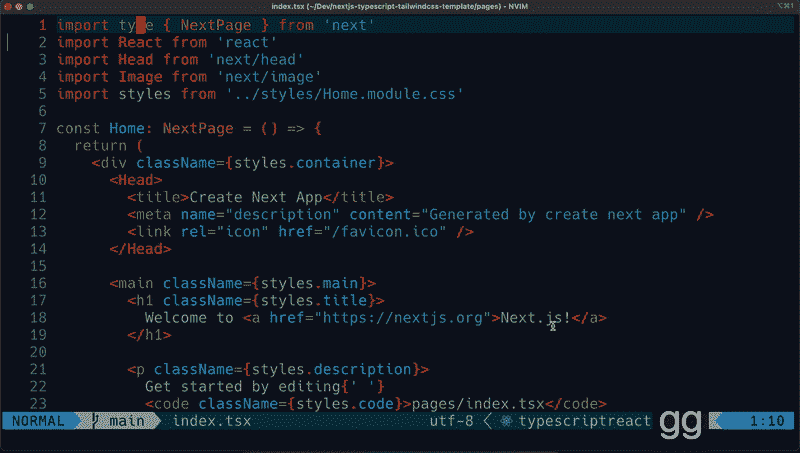 index.tsx (~/Dev/nextjs-typescript-tailwindcss-template/pages) - NVIM
⌥⌘1
1 import type { NextPage } from 'next'
2 import React from 'react'
3 import Head from 'next/head'
4 import Image from 'next/image'
5 import styles from '../styles/Home.module.css'
6
7 const Home: NextPage = () => {
8 return (
9 <div className={styles.container}>
10 <Head>
11 <title>Create Next App</title>
12 <meta name="description" content="Generated by create next app" />
13 <link rel="icon" href="/favicon.ico" />
14 </Head>
15
16 <main className={styles.main}>
17 <h1 className={styles.title}>
18 Welcome to <a href="https://nextjs.org">Next.js!</a>
19 </h1>
20
21 <p className={styles.description}>
22 Get started by editing{' '}
23 <code className={styles.code}>pages/index.tsx</code>
NORMAL main index.tsx utf-8 < typescriptreact gg 1:10